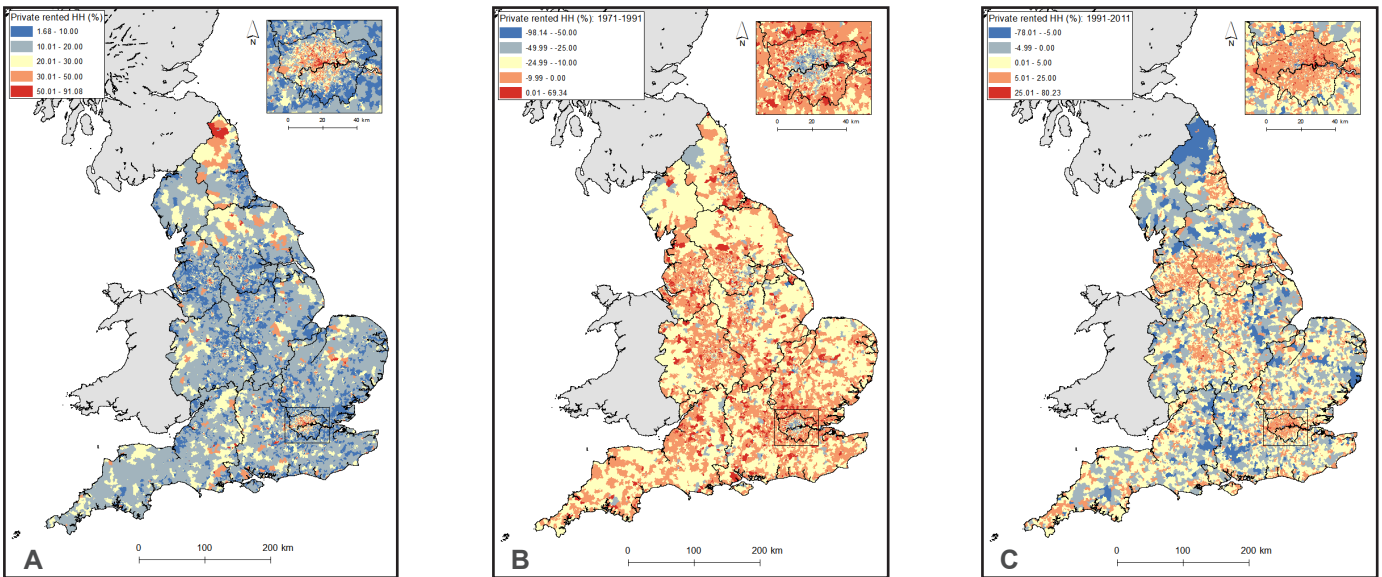 Private rented HH (%)
1.68 - 10.00
10.01 - 20.00
20.01 - 30.00
30.01 - 50.00
50.01 - 91.08
N
0 20 40 km
0 100 200 km
A
Private rented HH (%): 1971-1991
-98.14 - -50.00
-49.99 - -25.00
-24.99 - -10.00
-9.99 - 0.00
0.01 - 69.34
N
0 20 40 km
0 100 200 km
B
Private rented HH (%): 1991-2011
-78.01 - -5.00
-4.99 - 0.00
0.01 - 5.00
5.01 - 25.00
25.01 - 80.23
N
0 20 40 km
0 100 200 km
C